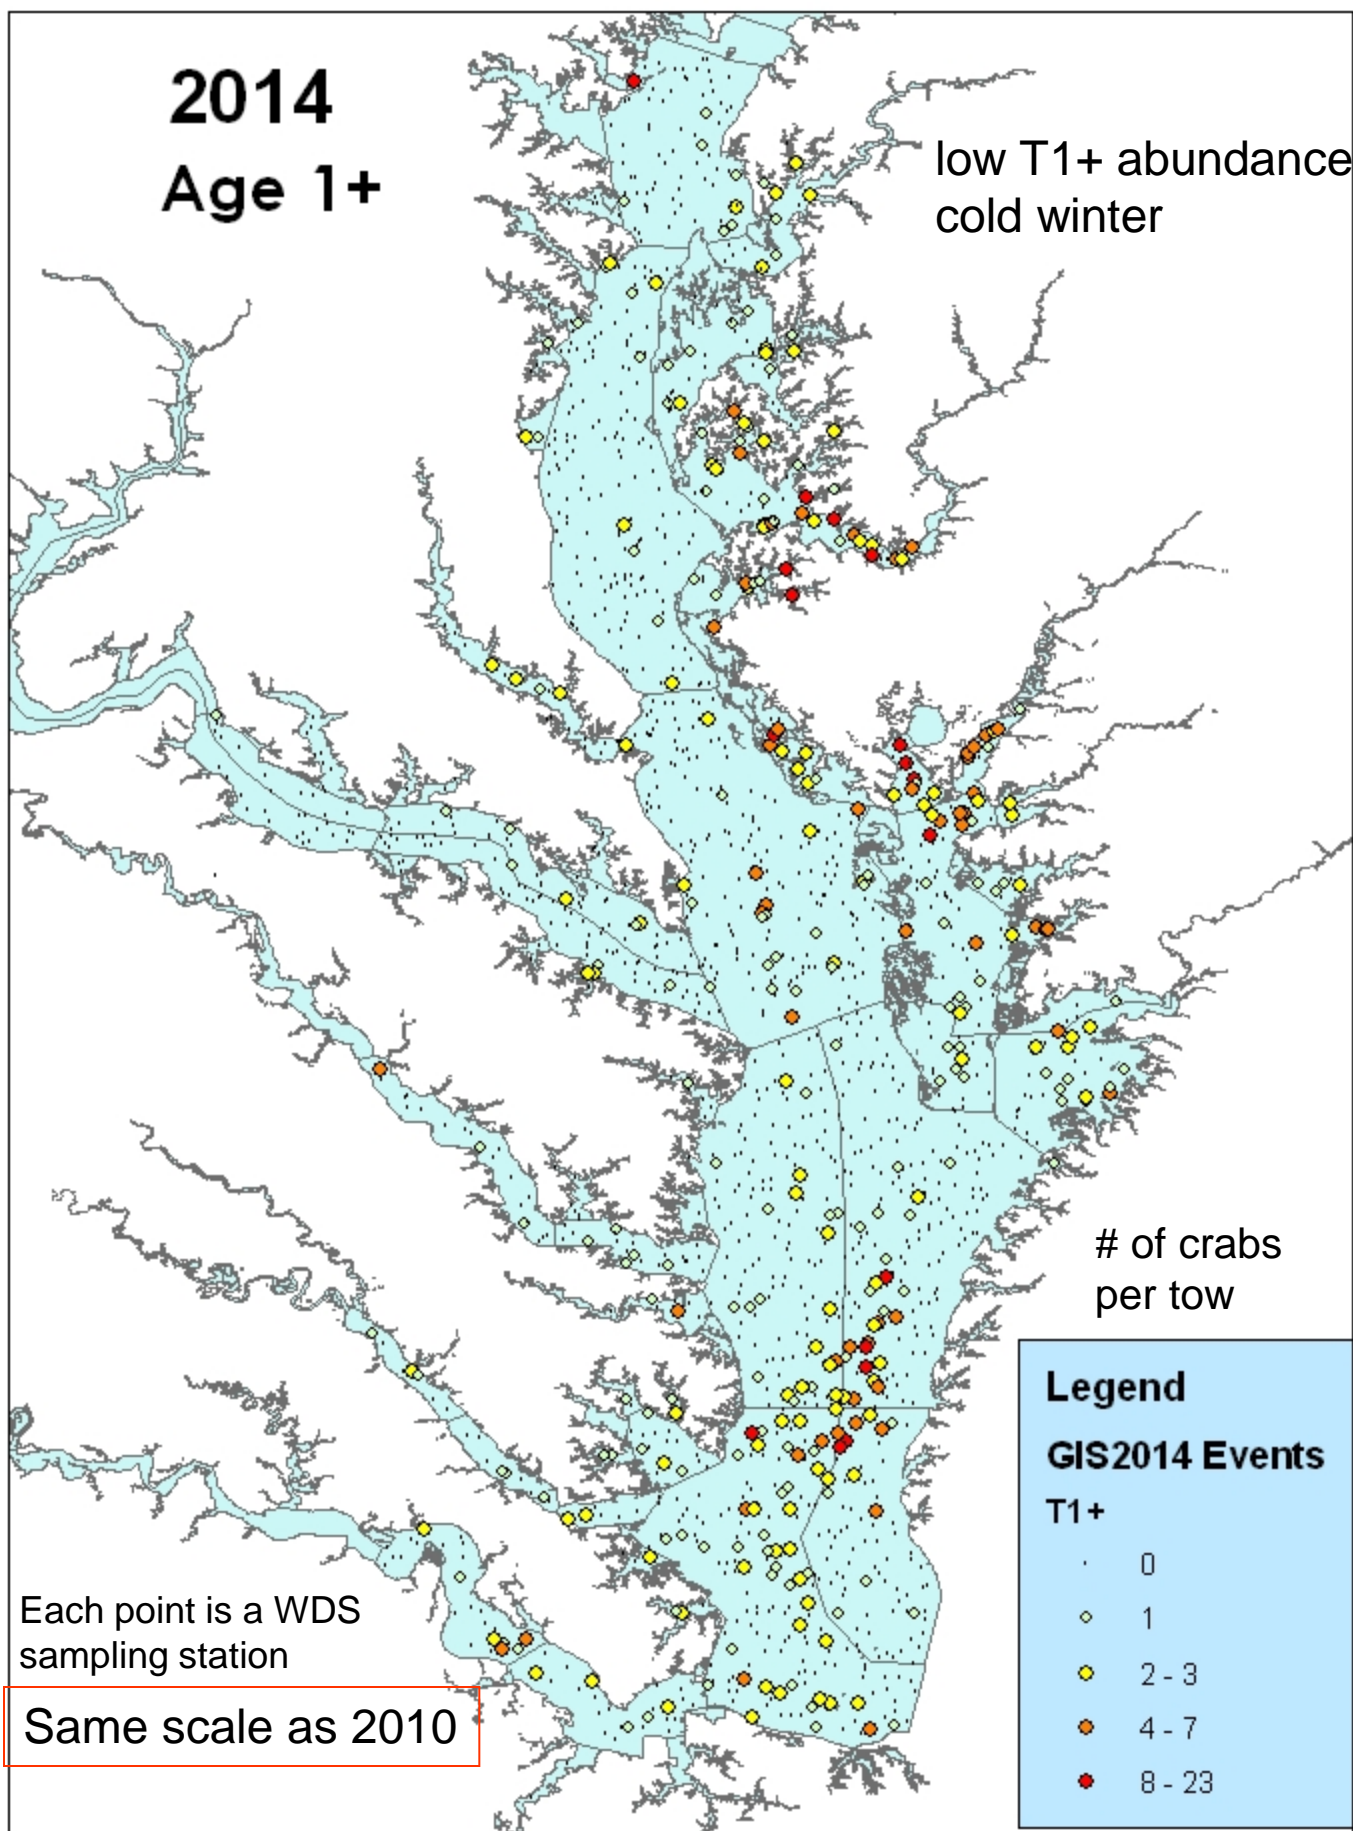 2014
Age 1+
low T1+ abundance
cold winter
# of crabs
per tow
Legend
GIS2014 Events
T1+
0
1
2 - 3
4 - 7
8 - 23
Each point is a WDS
sampling station
Same scale as 2010